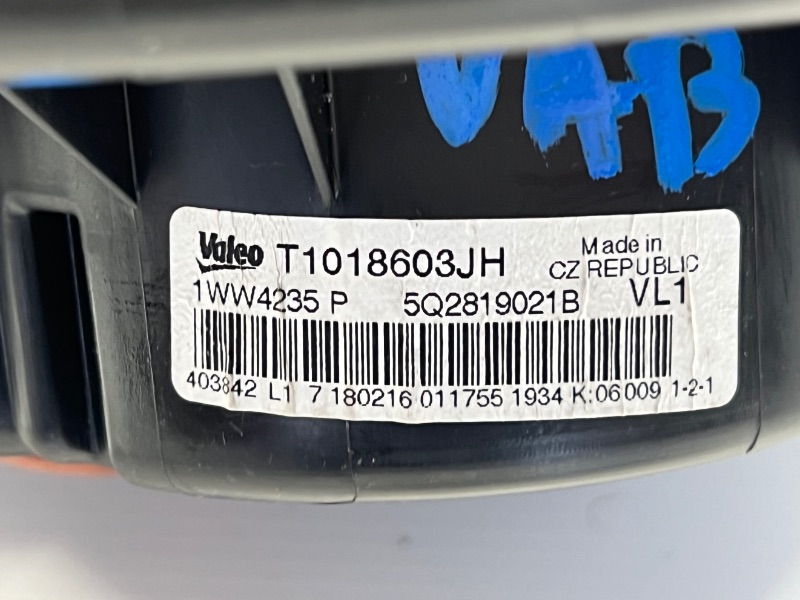 VAB
Valeo T1018603JH Made in
CZ REPUBLIC
1WW4235 P 5Q2819021B VL1
403842 L1 7 180216 011755 1934 K:06009 1-2-1